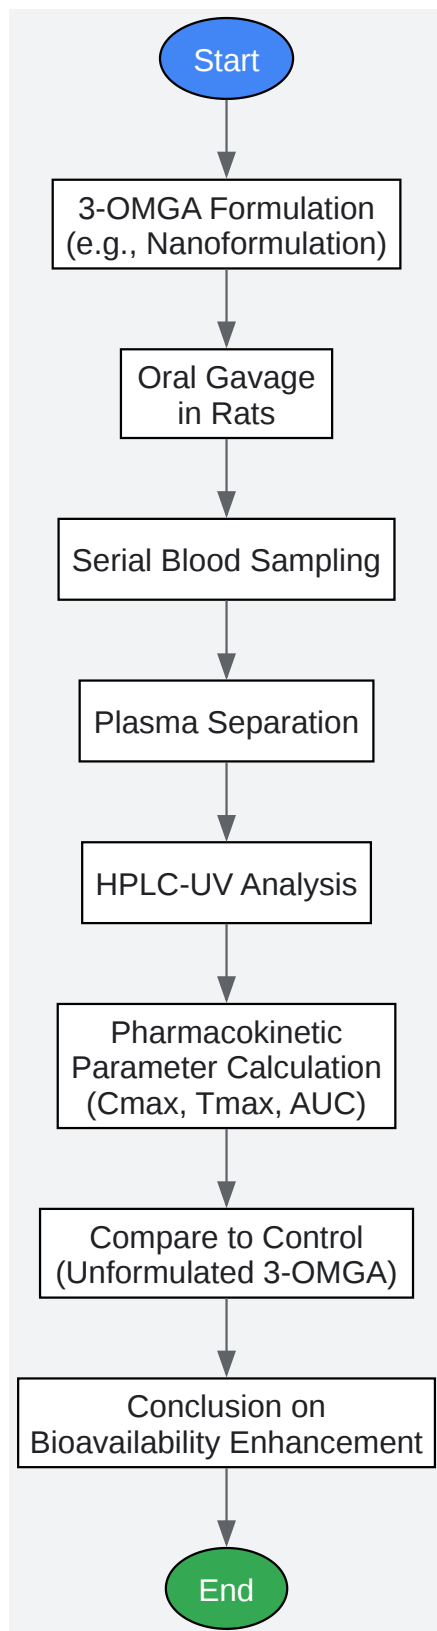 Start
3-OMGA Formulation
(e.g., Nanoformulation)
Oral Gavage
in Rats
Serial Blood Sampling
Plasma Separation
HPLC-UV Analysis
Pharmacokinetic
Parameter Calculation
(Cmax, Tmax, AUC)
Compare to Control
(Unformulated 3-OMGA)
Conclusion on
Bioavailability Enhancement
End